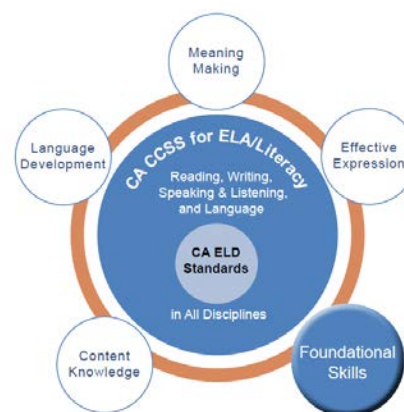 Meaning
Making
Language
Development
Effective
Expression
CA CCSS for ELA/Literacy
Reading, Writing,
Speaking & Listening,
and Language
CA ELD
Standards
in All Disciplines
Content
Knowledge
Foundational
Skills